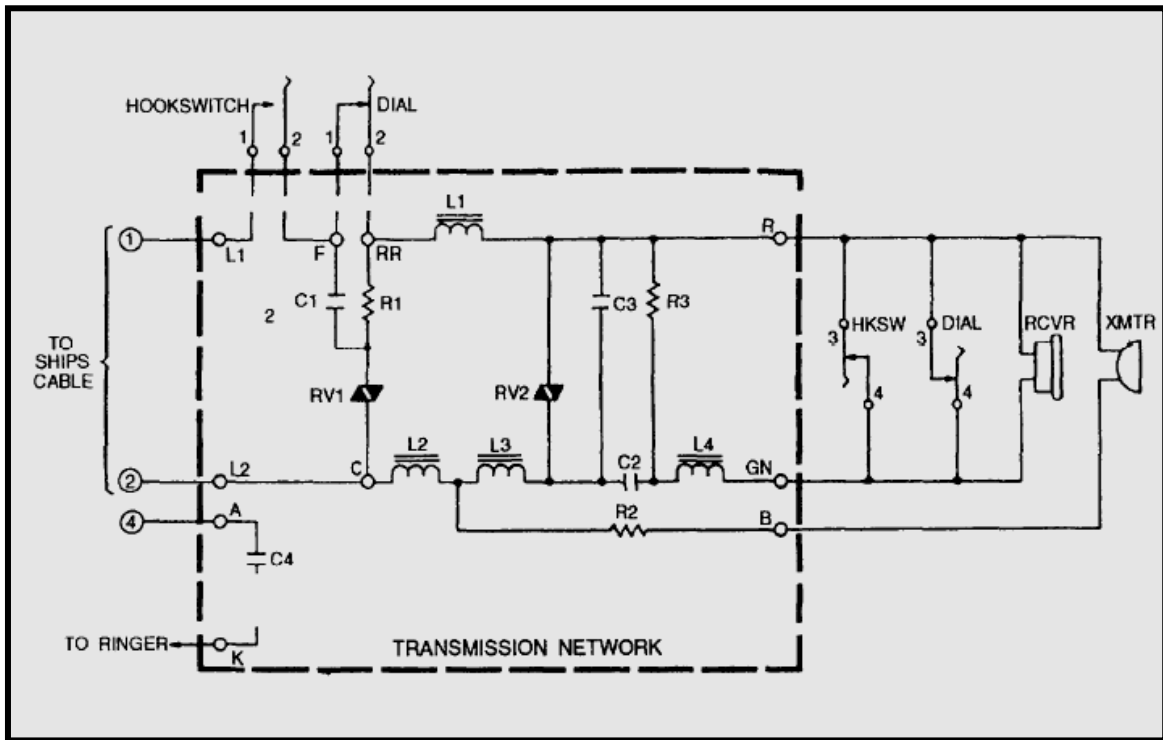 HOOKSWITCH
DIAL
1
2
1
2
L1
1
L1
F
RR
R
C1
2
R1
C3
R3
3
HKSW
3
DIAL
RCVR
XMTR
TO
SHIPS
CABLE
RV1
RV2
4
4
2
L2
C
L2
L3
C2
L4
GN
4
A
R2
B
C4
TO RINGER
K
TRANSMISSION NETWORK